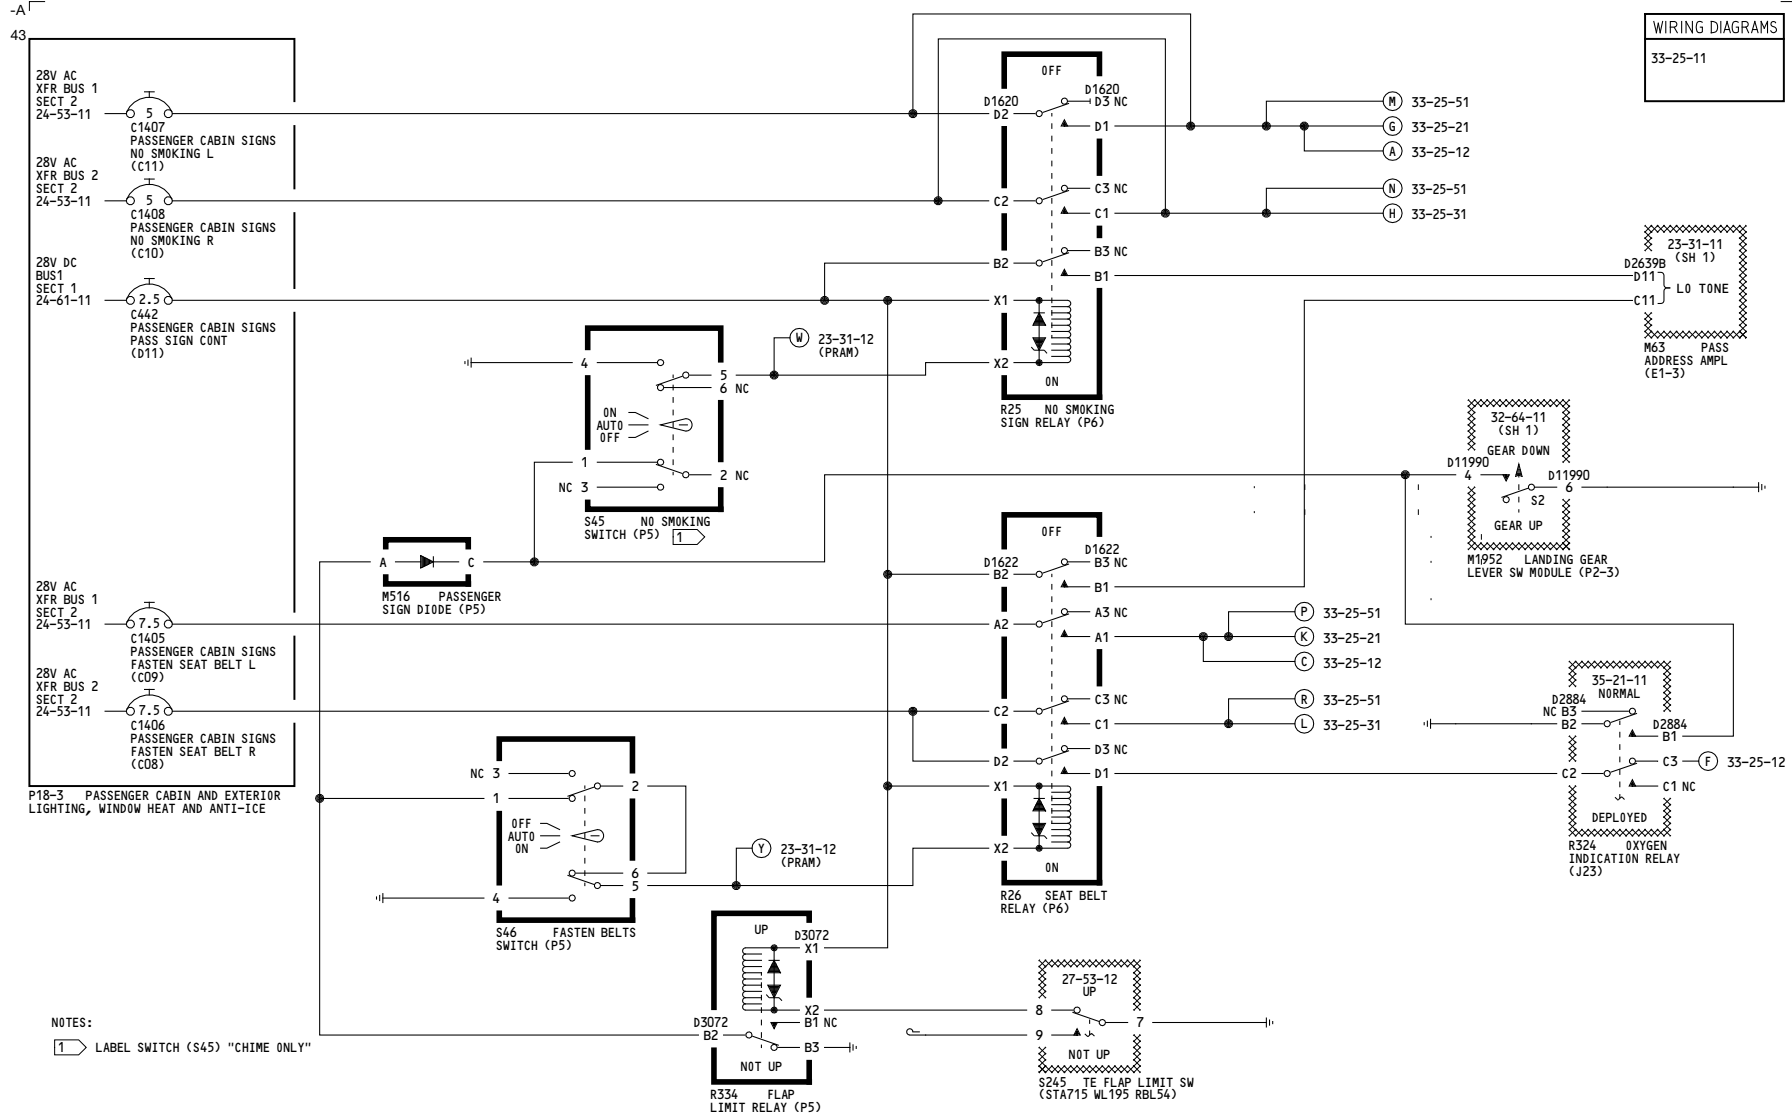 -A
43
WIRING DIAGRAMS
33-25-11
28V AC
XFR BUS 1
SECT 2
24-53-11
5
C1407
PASSENGER CABIN SIGNS
NO SMOKING L
(C11)
28V AC
XFR BUS 2
SECT 2
24-53-11
5
C1408
PASSENGER CABIN SIGNS
NO SMOKING R
(C10)
28V DC
BUS1
SECT 1
24-61-11
2.5
C442
PASSENGER CABIN SIGNS
PASS SIGN CONT
(D11)
28V AC
XFR BUS 1
SECT 2
24-53-11
7.5
C1405
PASSENGER CABIN SIGNS
FASTEN SEAT BELT L
(C09)
28V AC
XFR BUS 2
SECT 2
24-53-11
7.5
C1406
PASSENGER CABIN SIGNS
FASTEN SEAT BELT R
(C08)
P18-3 PASSENGER CABIN AND EXTERIOR
LIGHTING, WINDOW HEAT AND ANTI-ICE
4
5
6 NC
ON
AUTO
OFF
1
2 NC
NC 3
S45 NO SMOKING
SWITCH (P5) 1
W 23-31-12
(PRAM)
A
C
M516 PASSENGER
SIGN DIODE (P5)
NC 3
2
1
OFF
AUTO
ON
6
5
4
S46 FASTEN BELTS
SWITCH (P5)
Y 23-31-12
(PRAM)
OFF
D1620
D2
D1620
D3 NC
D1
C3 NC
C2
C1
B3 NC
B2
B1
X1
X2
ON
R25 NO SMOKING
SIGN RELAY (P6)
M 33-25-51
G 33-25-21
A 33-25-12
N 33-25-51
H 33-25-31
23-31-11
(SH 1)
D2639B
D11
LO TONE
C11
M63 PASS
ADDRESS AMPL
(E1-3)
32-64-11
(SH 1)
GEAR DOWN
D11990
4
D11990
6
S2
GEAR UP
M1952 LANDING GEAR
LEVER SW MODULE (P2-3)
OFF
D1622
B2
D1622
B3 NC
B1
A3 NC
A2
A1
C3 NC
C2
C1
D3 NC
D2
D1
X1
X2
ON
R26 SEAT BELT
RELAY (P6)
P 33-25-51
K 33-25-21
C 33-25-12
R 33-25-51
L 33-25-31
35-21-11
NORMAL
D2884
NC B3
B2
D2884
B1
C3
F 33-25-12
C2
C1 NC
DEPLOYED
R324 OXYGEN
INDICATION RELAY
(J23)
UP
D3072
X1
X2
B1 NC
D3072
B2
B3
NOT UP
R334 FLAP
LIMIT RELAY (P5)
27-53-12
UP
8
7
9
NOT UP
S245 TE FLAP LIMIT SW
(STA715 WL195 RBL54)
NOTES:
1 LABEL SWITCH (S45) "CHIME ONLY"